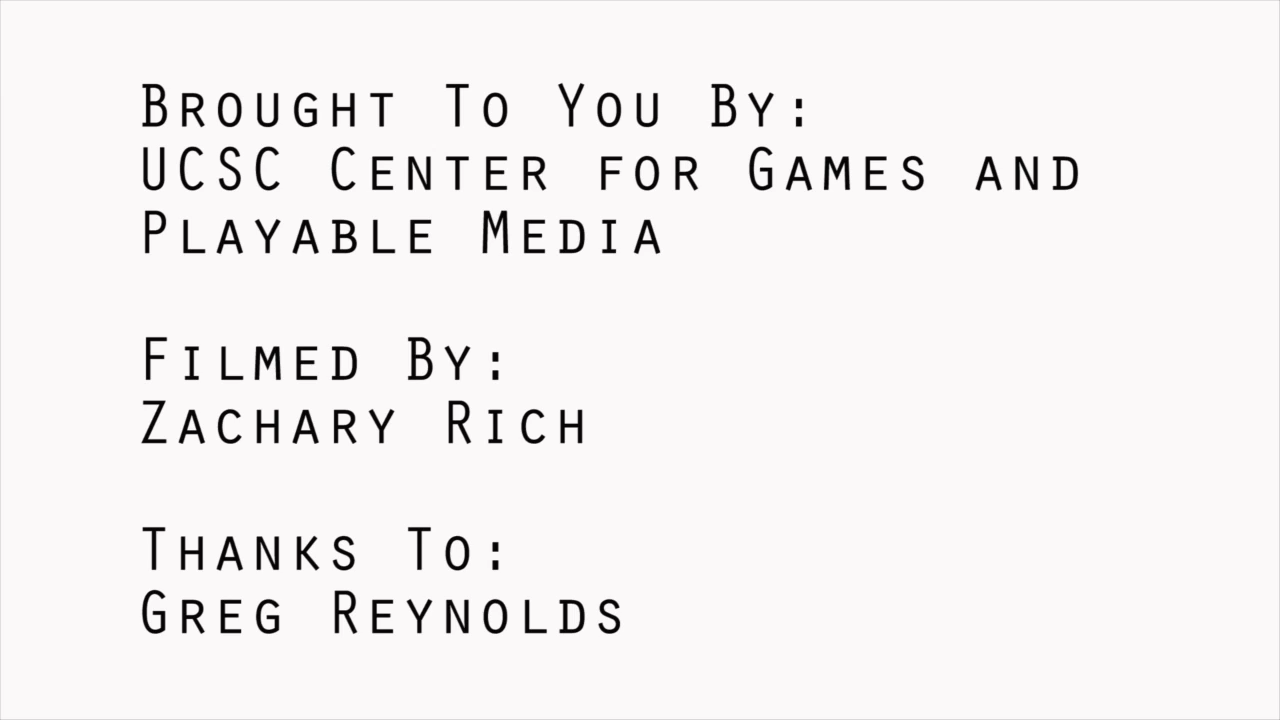 Brought To You By:
UCSC Center for Games and
Playable Media
Filmed By:
Zachary Rich
Thanks To:
Greg Reynolds